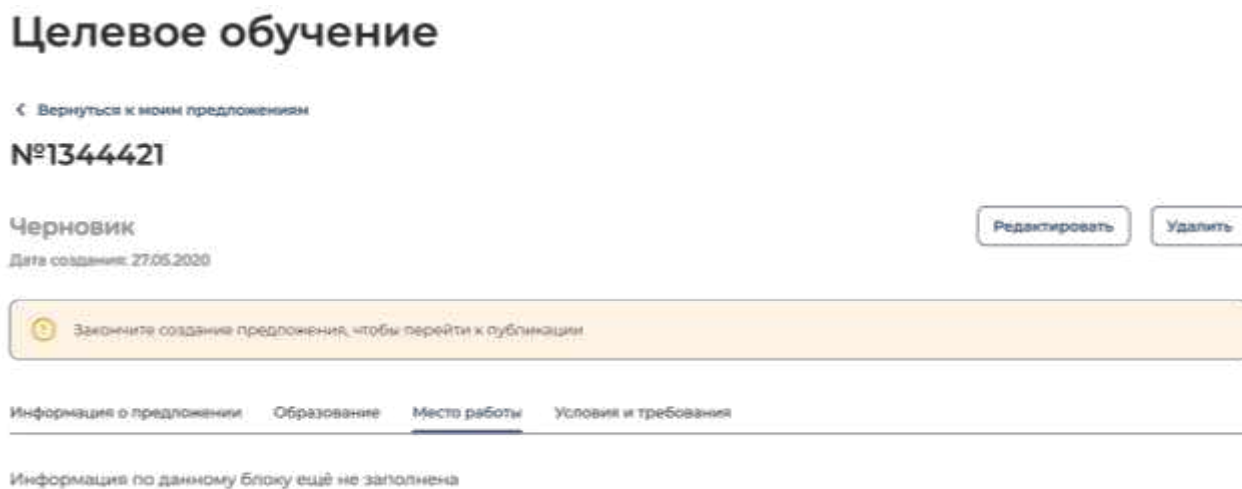 Целевое обучение
Вернуться к моим предложениям
№1344421
Черновик
Редактировать Удалить
Дата создания: 27.05.2020
Закончите создание предложения, чтобы перейти к публикации
Информация о предложении Образование Место работы Условия и требования
Информация по данному блоку ещё не заполнена